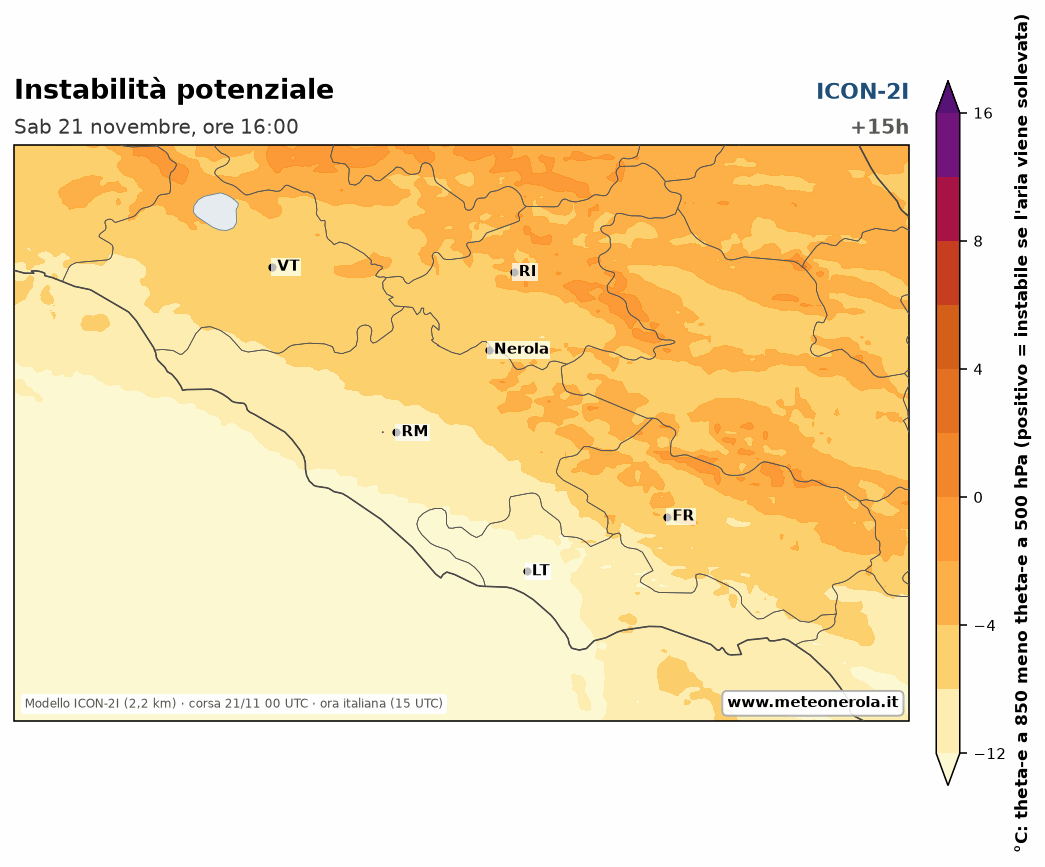 Instabilità potenziale
ICON-2I
Sab 21 novembre, ore 16:00
+15h
VT
RI
Nerola
RM
FR
LT
Modello ICON-2I (2,2 km) · corsa 21/11 00 UTC · ora italiana (15 UTC)
www.meteonerola.it
16
8
4
0
−4
−12
°C: theta-e a 850 meno theta-e a 500 hPa (positivo = instabile se l'aria viene sollevata)